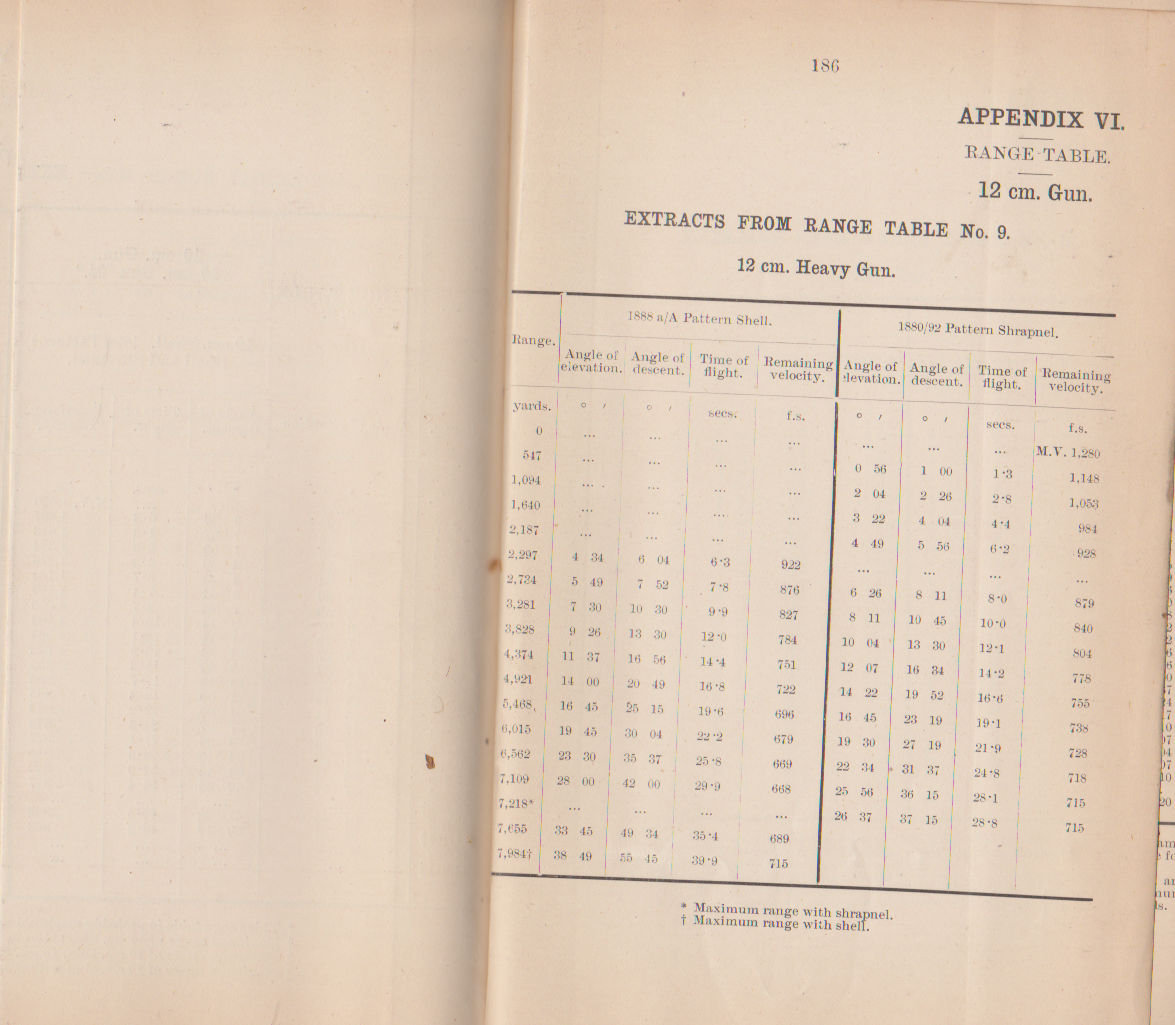 186
APPENDIX VI.
RANGE TABLE.
12 cm. Gun.
EXTRACTS FROM RANGE TABLE No. 9.
12 cm. Heavy Gun.
Range. 1888 a/A Pattern Shell. 1880/92 Pattern Shrapnel.
Angle of Angle of Time of Remaining Angle of Angle of Time of Remaining
elevation. descent. flight. velocity. elevation. descent. flight. velocity.
yards. ° ′ ° ′ secs. f.s. ° ′ ° ′ secs. f.s.
0 ... ... ... ... ... ... ... M.V. 1,280
547 ... ... ... ... 0 56 1 00 1·3 1,148
1,094 ... ... ... ... 2 04 2 26 2·8 1,053
1,640 ... ... ... ... 3 22 4 04 4·4 984
2,187 ... ... ... ... 4 49 5 56 6·2 928
2,297 4 34 6 04 6·3 922 ... ... ... ...
2,734 5 49 7 52 7·8 876 6 26 8 11 8·0 879
3,281 7 30 10 30 9·9 827 8 11 10 45 10·0 840
3,828 9 26 13 30 12·0 784 10 04 13 30 12·1 804
4,374 11 37 16 56 14·4 751 12 07 16 34 14·2 778
4,921 14 00 20 49 16·8 722 14 22 19 52 16·6 755
5,468 16 45 25 15 19·6 696 16 45 23 19 19·1 738
6,015 19 45 30 04 22·2 679 19 30 27 19 21·9 728
6,562 23 30 35 37 25·8 669 22 34 31 37 24·8 718
7,109 28 00 42 00 29·9 668 25 56 36 15 28·1 715
7,218* ... ... ... ... 26 37 37 15 28·8 715
7,655 33 45 49 34 35·4 689
7,984† 38 49 55 45 39·9 715
* Maximum range with shrapnel.
† Maximum range with shell.